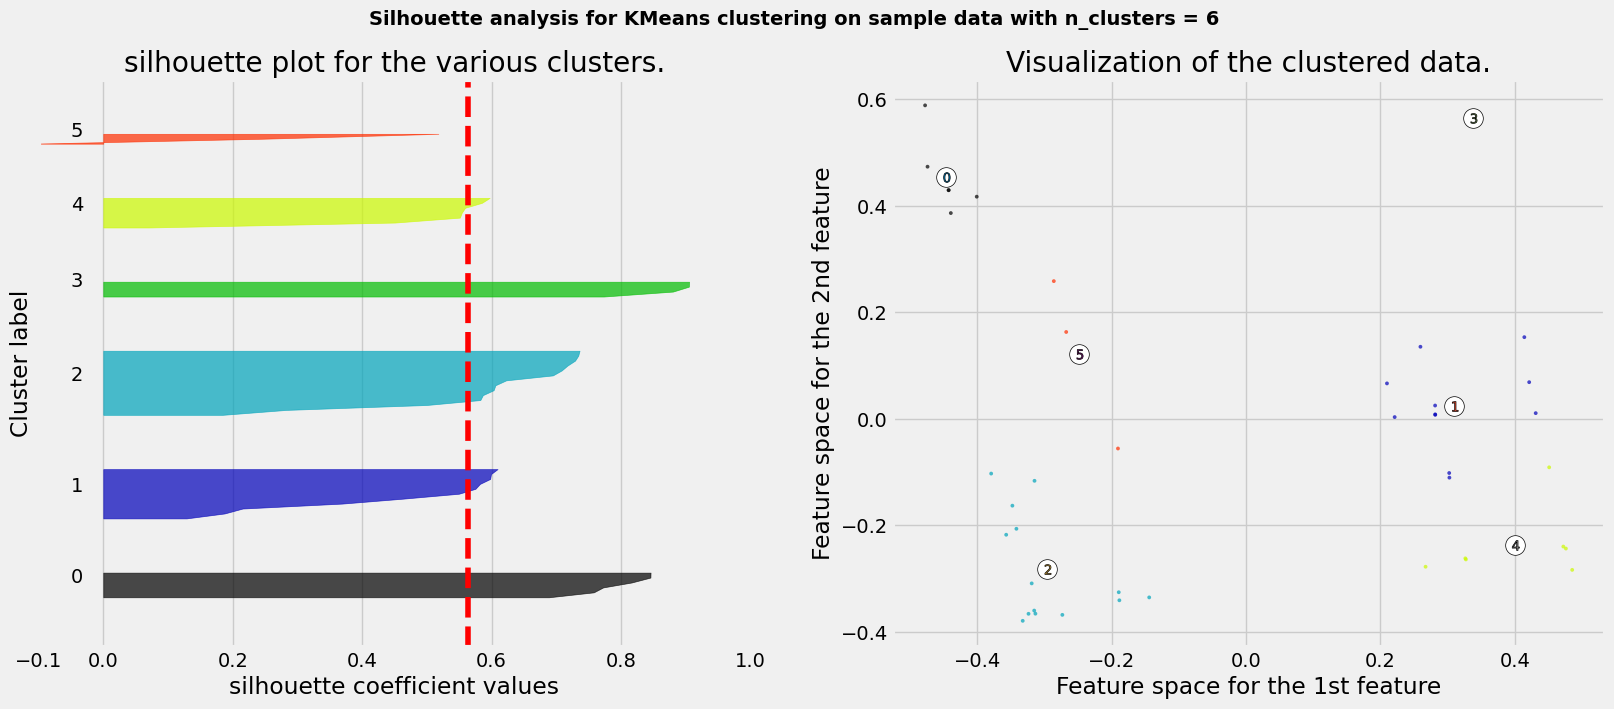 Silhouette analysis for KMeans clustering on sample data with n_clusters = 6
silhouette plot for the various clusters.
Cluster label
5
4
3
2
1
0
−0.1 0.0 0.2 0.4 0.6 0.8 1.0
silhouette coefficient values
Visualization of the clustered data.
Feature space for the 2nd feature
0.6
0.4
0.2
0.0
−0.2
−0.4
3
0
5
1
4
2
−0.4 −0.2 0.0 0.2 0.4
Feature space for the 1st feature